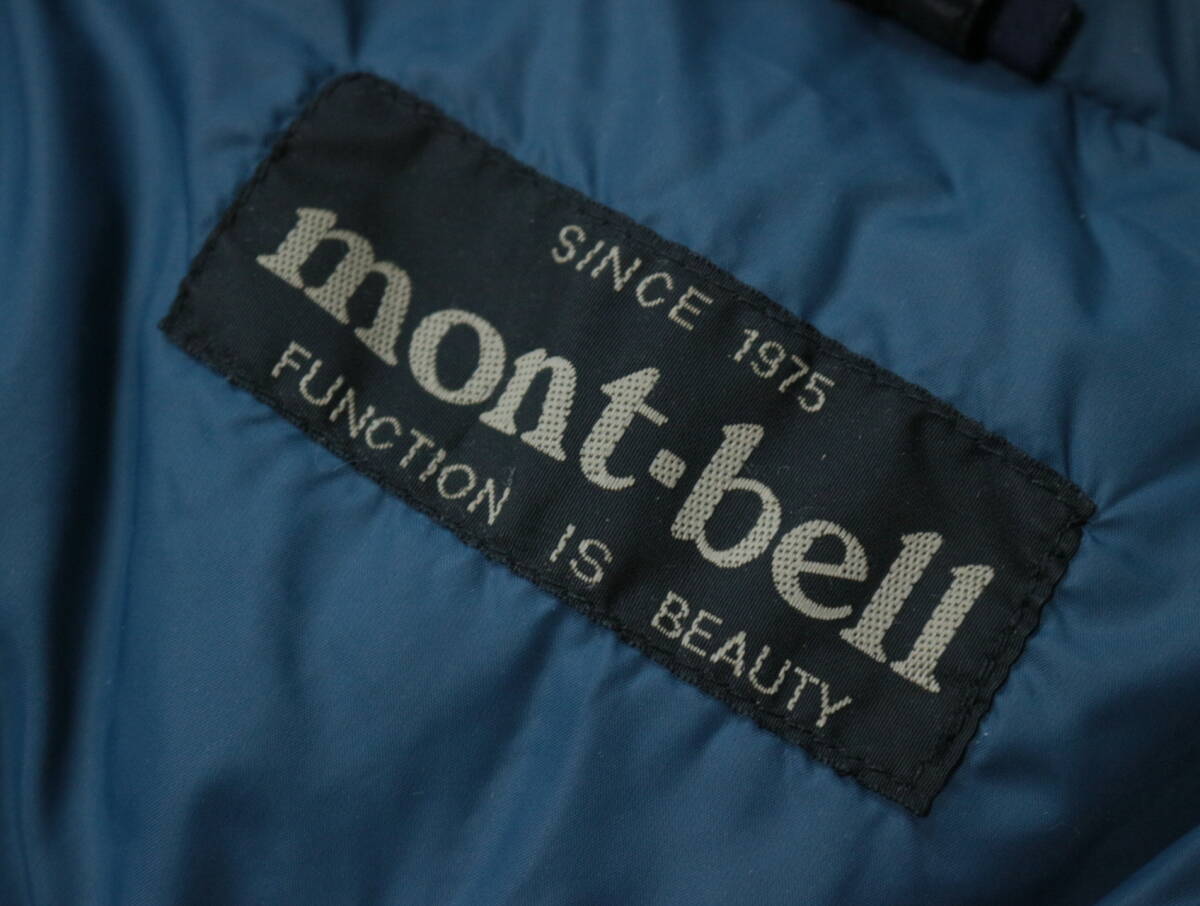 SINCE 1975
mont·bell
FUNCTION IS BEAUTY